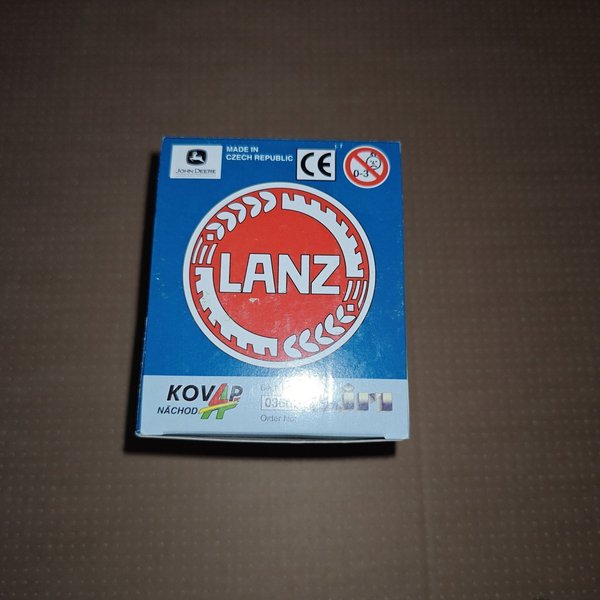 JOHN DEERE
MADE IN
CZECH REPUBLIC
CE
0-3
LANZ
KOVAP
NÁCHOD
Order No.